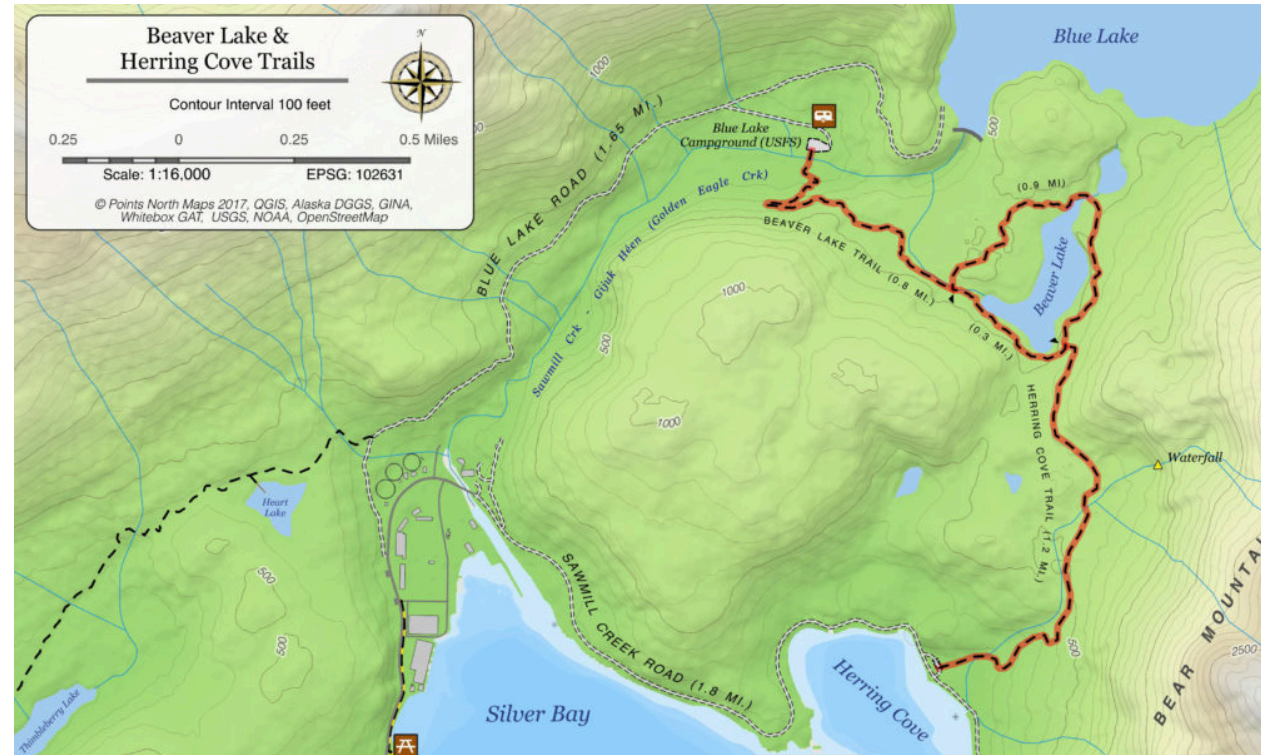 Beaver Lake &
Herring Cove Trails
N
Contour Interval 100 feet
0.25 0 0.25 0.5 Miles
Scale: 1:16,000 EPSG: 102631
© Points North Maps 2017, QGIS, Alaska DGGS, GINA,
Whitebox GAT, USGS, NOAA, OpenStreetMap
1000
Blue Lake
BLUE LAKE ROAD (1.65 MI.)
Blue Lake
Campground (USFS)
500
Sawmill Crk - Gijuk Héen (Golden Eagle Crk)
(0.9 MI)
BEAVER LAKE TRAIL (0.8 MI.)
Beaver Lake
1000
(0.3 MI.)
500
1000
HERRING COVE TRAIL (1.2 MI.)
Waterfall
Heart
Lake
500
500
SAWMILL CREEK ROAD (1.8 MI.)
500
BEAR MOUNTAI
2500
Thimbleberry Lake
Silver Bay
Herring Cove